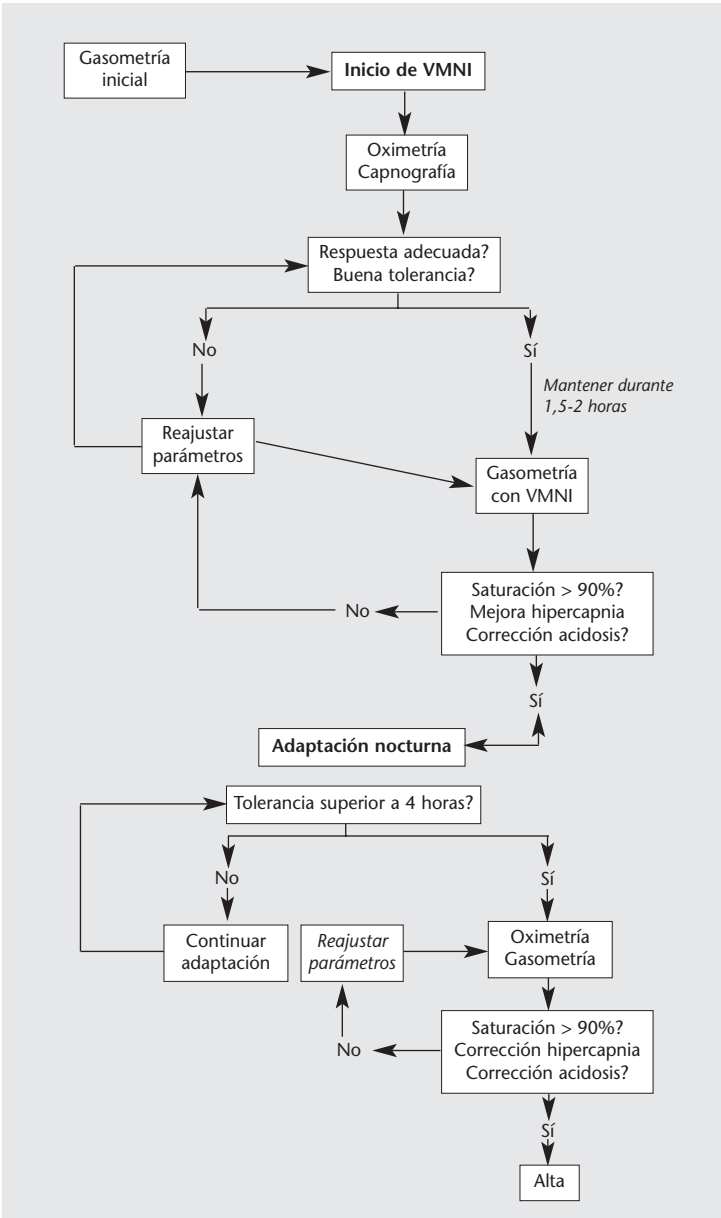 Gasometría
inicial
Inicio de VMNI
Oximetría
Capnografía
Respuesta adecuada?
Buena tolerancia?
No
Sí
Mantener durante
1,5-2 horas
Reajustar
parámetros
Gasometría
con VMNI
Saturación > 90%?
Mejora hipercapnia
Corrección acidosis?
No
Sí
Adaptación nocturna
Tolerancia superior a 4 horas?
No
Sí
Continuar
adaptación
Reajustar
parámetros
Oximetría
Gasometría
Saturación > 90%?
Corrección hipercapnia
Corrección acidosis?
No
Sí
Alta